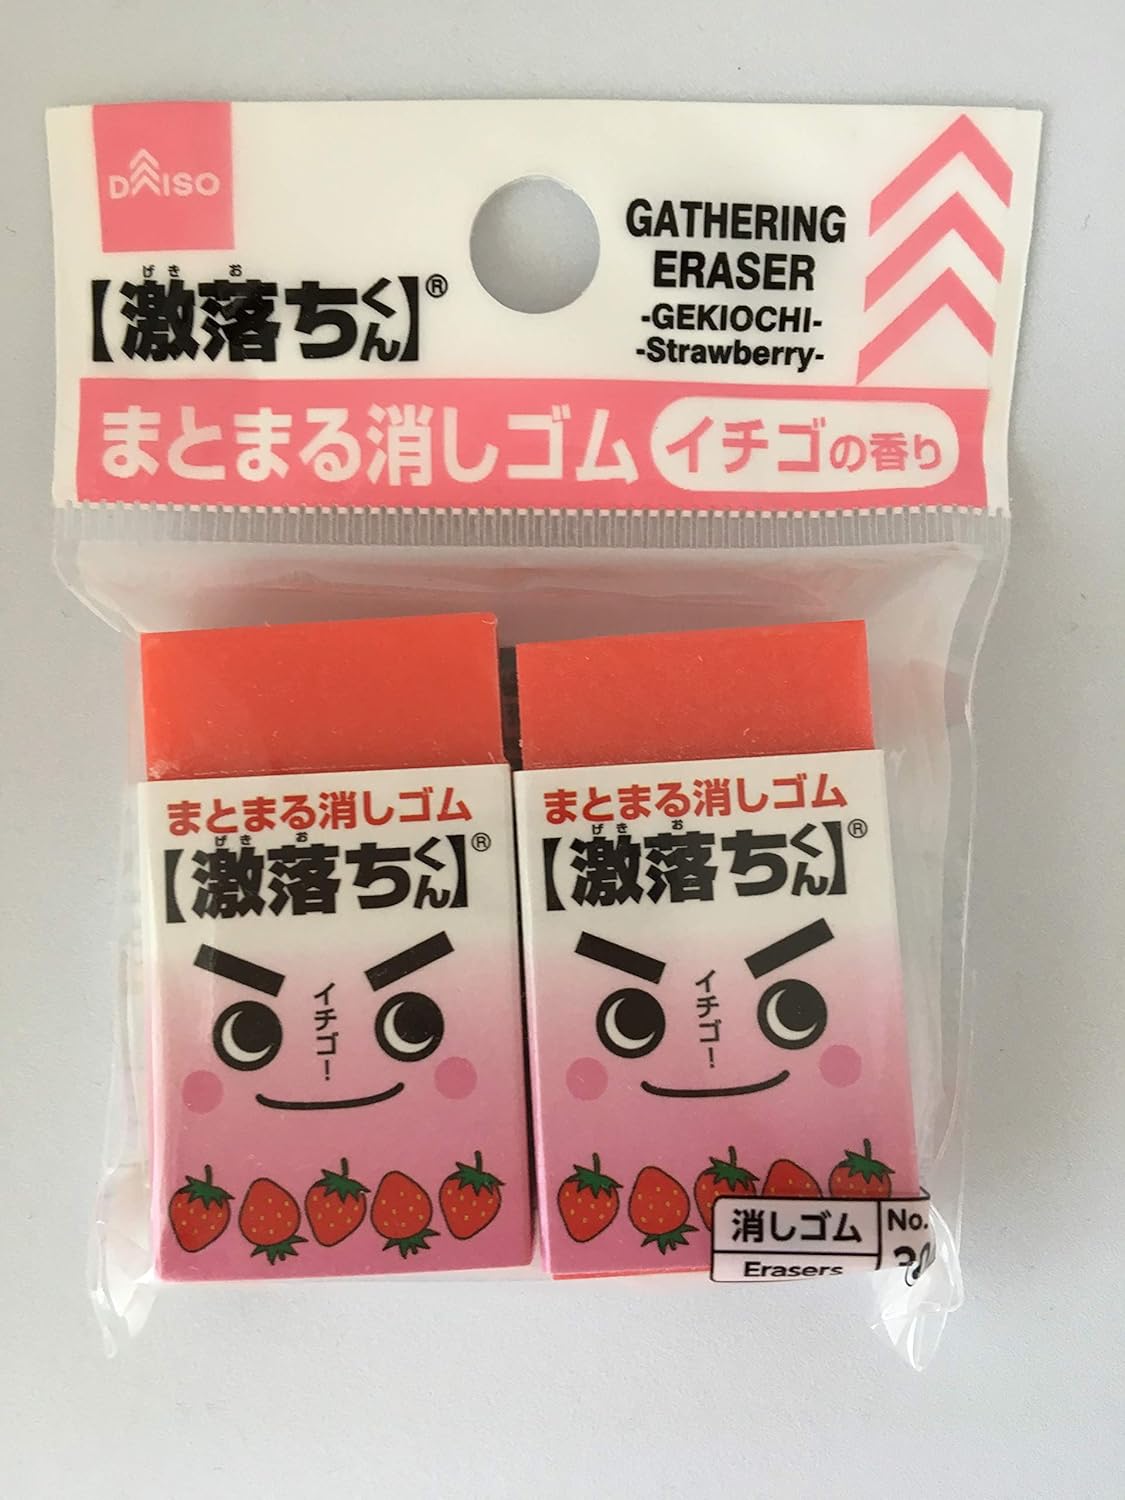 DAISO
げき お
【激落ちくん】®
GATHERING
ERASER
-GEKIOCHI-
-Strawberry-
まとまる消しゴム イチゴの香り
まとまる消しゴム
げき お
【激落ちくん】®
イチゴ!
まとまる消しゴム
げき お
【激落ちくん】®
イチゴ!
消しゴム
Erasers
No.